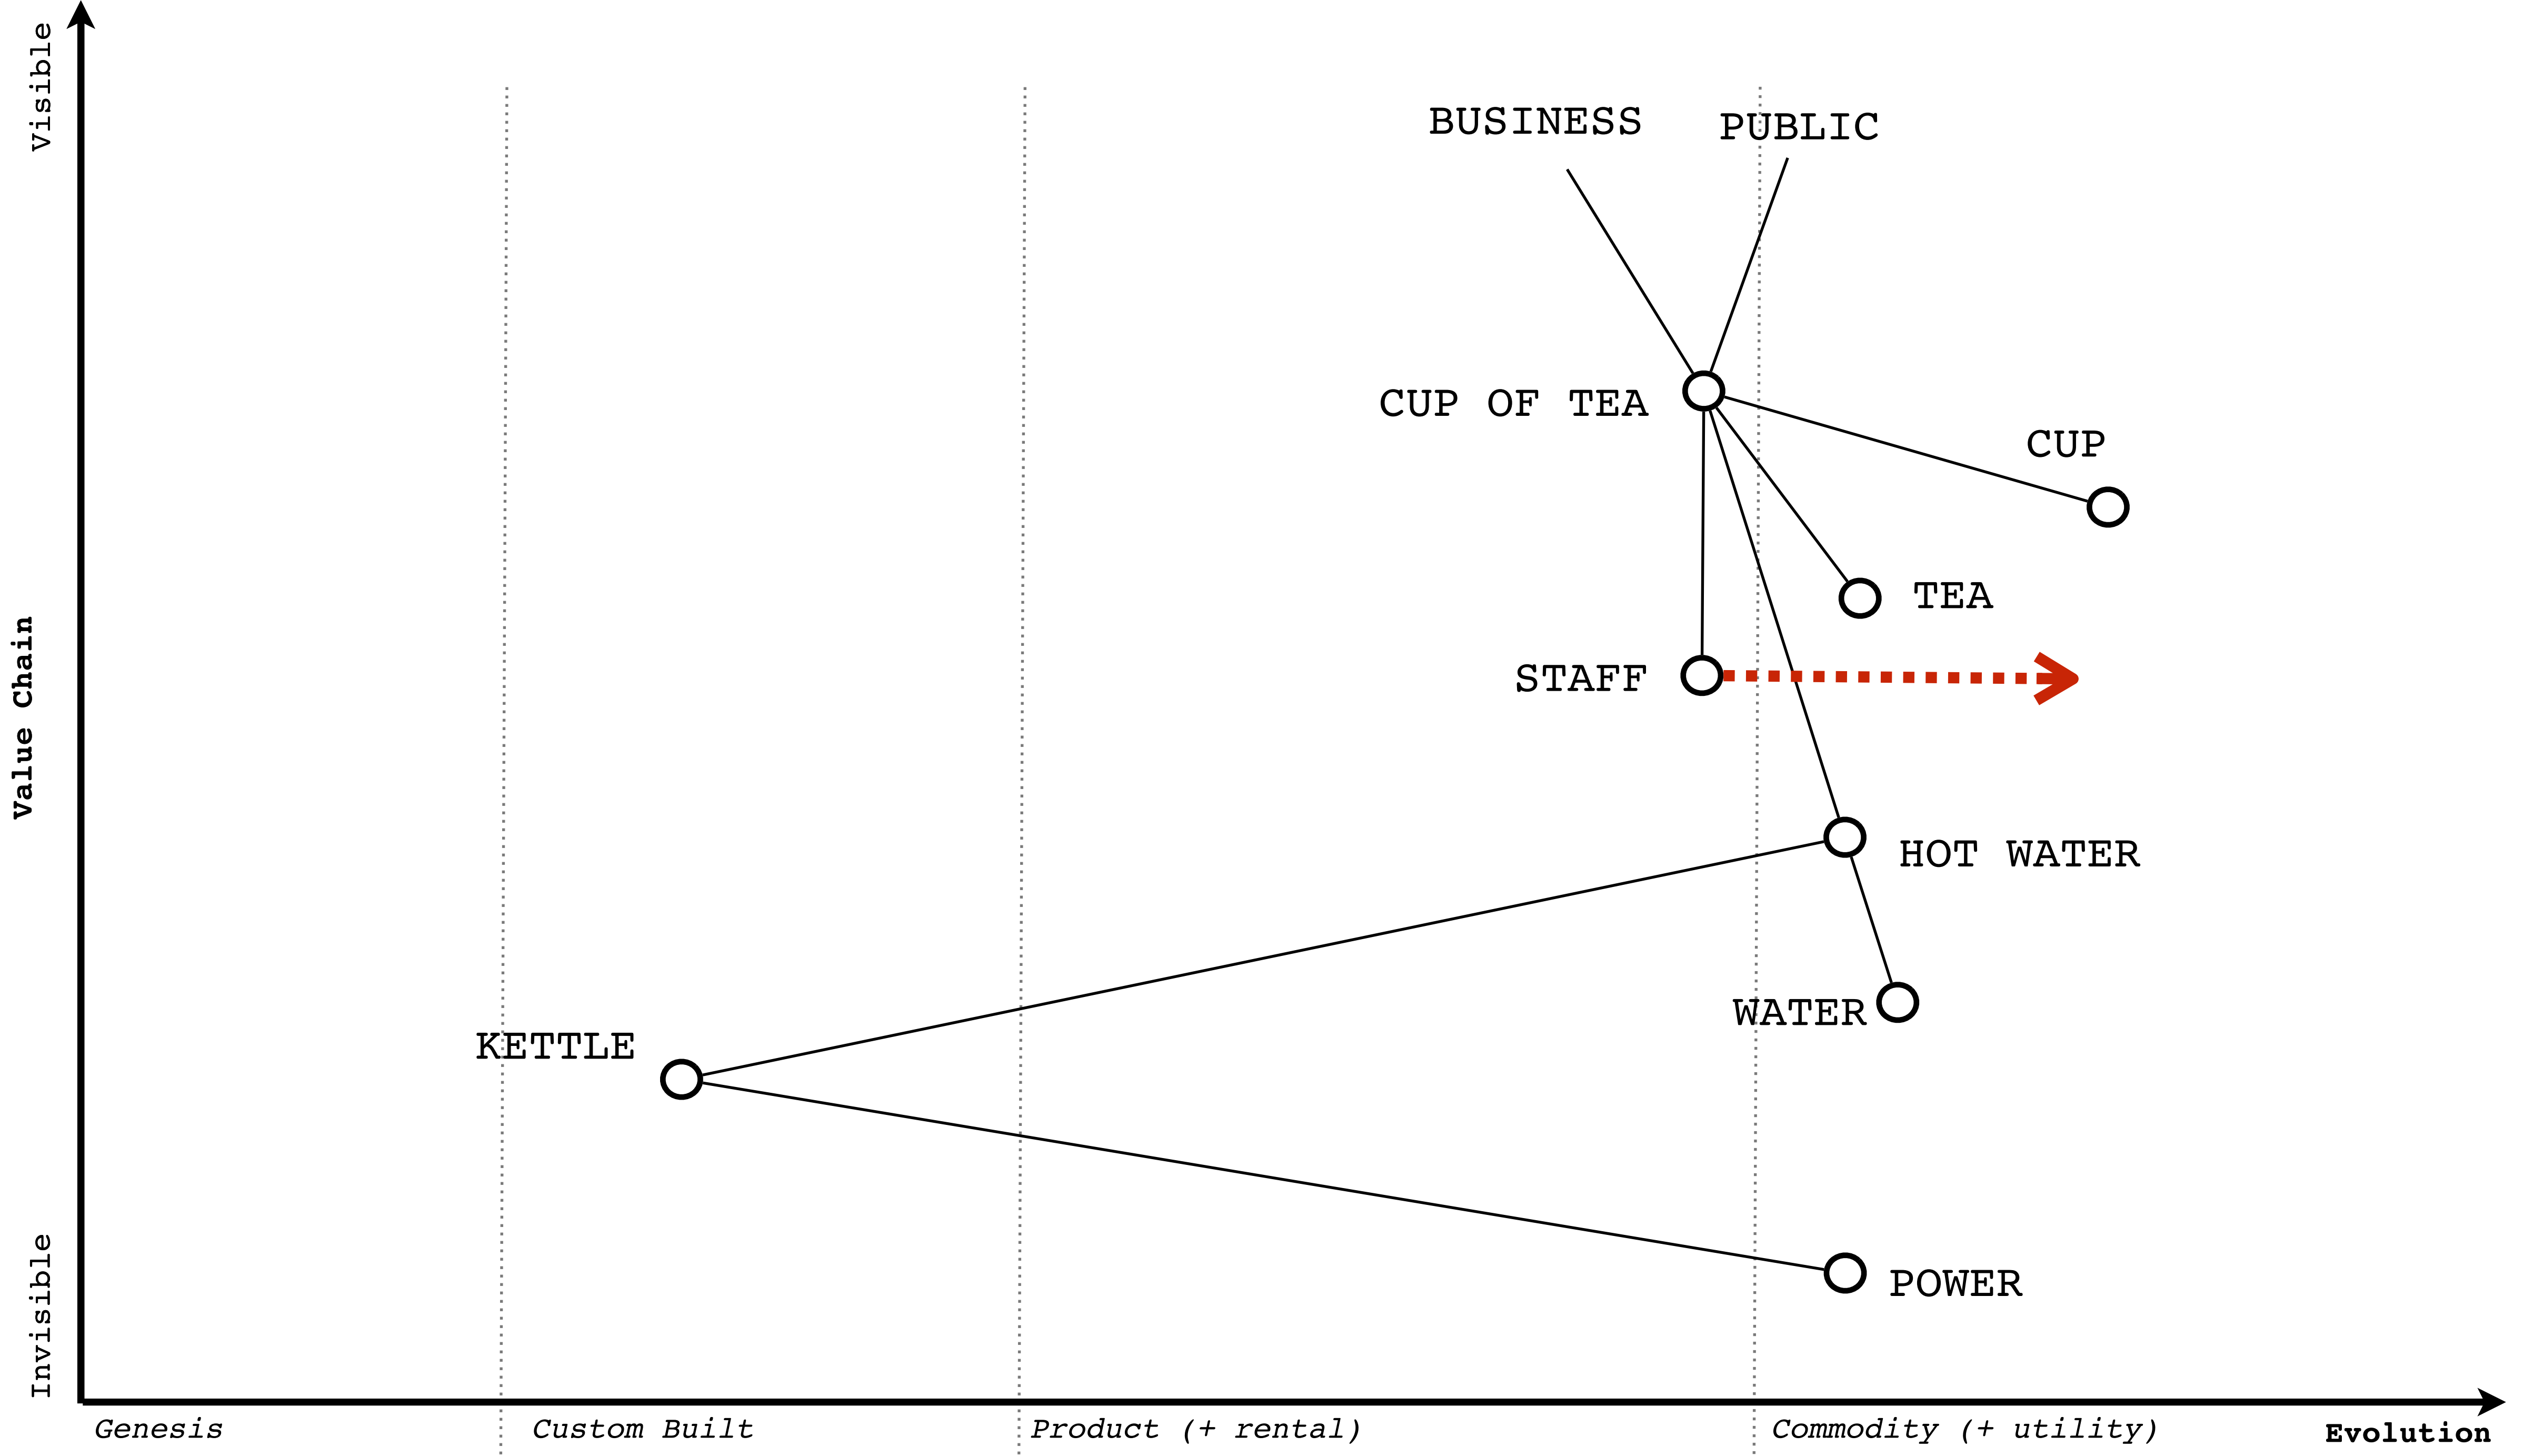 Visible
BUSINESS
PUBLIC
CUP OF TEA
CUP
TEA
STAFF
Value Chain
HOT WATER
WATER
KETTLE
POWER
Invisible
Genesis
Custom Built
Product (+ rental)
Commodity (+ utility)
Evolution